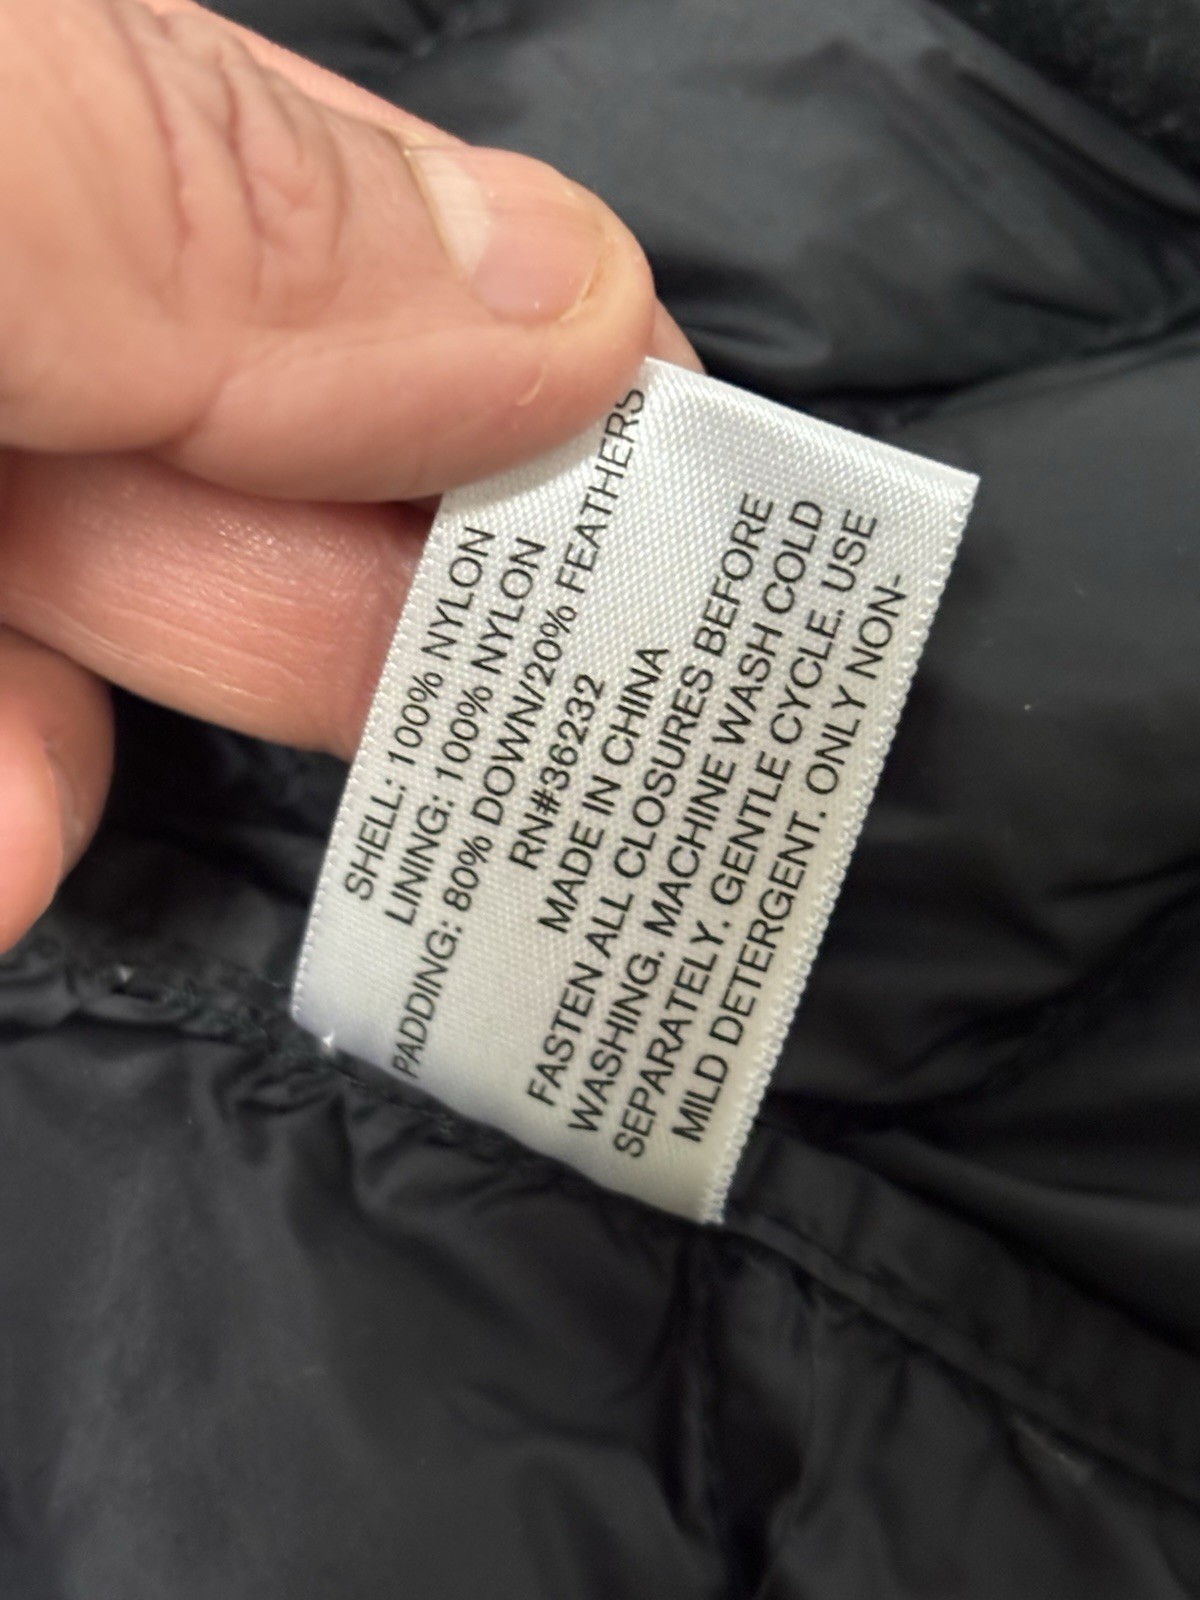 SHELL: 100% NYLON
LINING: 100% NYLON
PADDING: 80% DOWN/20% FEATHERS
RN#36232
MADE IN CHINA
FASTEN ALL CLOSURES BEFORE
WASHING. MACHINE WASH COLD
SEPARATELY. GENTLE CYCLE. USE
MILD DETERGENT. ONLY NON-